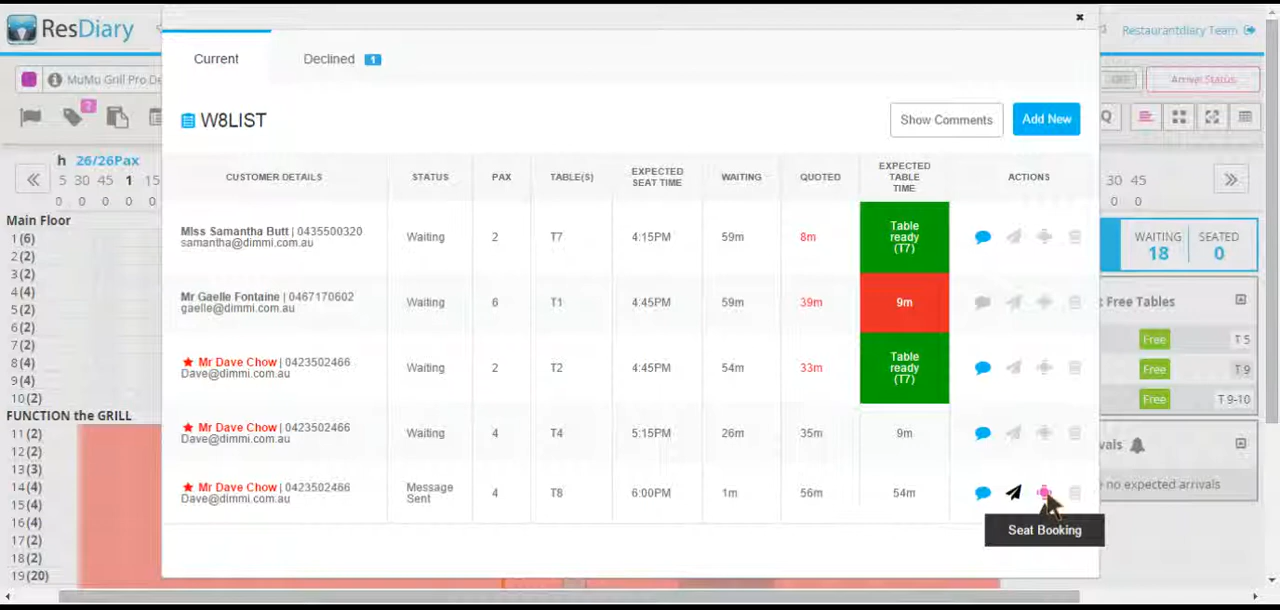 ResDiary
Restaurantdiary Team
MuMu Grill Pro De
OFF
Arrival Status
Current
Declined 1
W8LIST
Show Comments
Add New
h 26/26Pax
5 30 45 1 15
0 0 0 0 0
30 45
0 0
CUSTOMER DETAILS STATUS PAX TABLE(S) EXPECTED SEAT TIME WAITING QUOTED EXPECTED TABLE TIME ACTIONS
Miss Samantha Butt | 0435500320
samantha@dimmi.com.au
Waiting 2 T7 4:15PM 59m 8m
Table
ready
(T7)
Mr Gaelle Fontaine | 0467170602
gaelle@dimmi.com.au
Waiting 6 T1 4:45PM 59m 39m 9m
Mr Dave Chow | 0423502466
Dave@dimmi.com.au
Waiting 2 T2 4:45PM 54m 33m
Table
ready
(T7)
Mr Dave Chow | 0423502466
Dave@dimmi.com.au
Waiting 4 T4 5:15PM 26m 35m 9m
Mr Dave Chow | 0423502466
Dave@dimmi.com.au
Message
Sent
4 T8 6:00PM 1m 56m 54m
Seat Booking
Main Floor
1 (6)
2 (2)
3 (2)
4 (4)
5 (2)
6 (2)
7 (2)
8 (4)
9 (4)
10 (2)
FUNCTION the GRILL
11 (2)
12 (2)
13 (3)
14 (4)
15 (4)
16 (4)
17 (2)
18 (2)
19 (20)
WAITING SEATED
18 0
Free Tables
Free T 5
Free T 9
Free T 9-10
vals
no expected arrivals